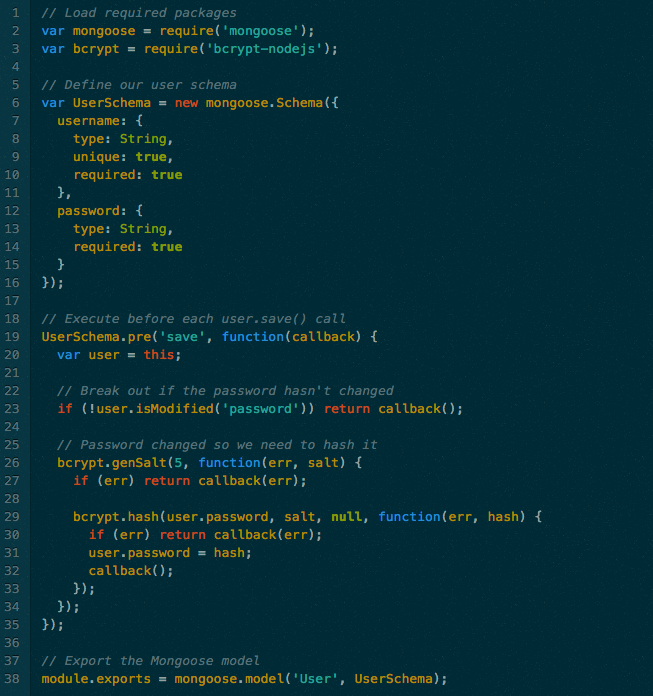 1 // Load required packages
2 var mongoose = require('mongoose');
3 var bcrypt = require('bcrypt-nodejs');
4
5 // Define our user schema
6 var UserSchema = new mongoose.Schema({
7   username: {
8     type: String,
9     unique: true,
10     required: true
11   },
12   password: {
13     type: String,
14     required: true
15   }
16 });
17
18 // Execute before each user.save() call
19 UserSchema.pre('save', function(callback) {
20   var user = this;
21
22   // Break out if the password hasn't changed
23   if (!user.isModified('password')) return callback();
24
25   // Password changed so we need to hash it
26   bcrypt.genSalt(5, function(err, salt) {
27     if (err) return callback(err);
28
29     bcrypt.hash(user.password, salt, null, function(err, hash) {
30       if (err) return callback(err);
31       user.password = hash;
32       callback();
33     });
34   });
35 });
36
37 // Export the Mongoose model
38 module.exports = mongoose.model('User', UserSchema);